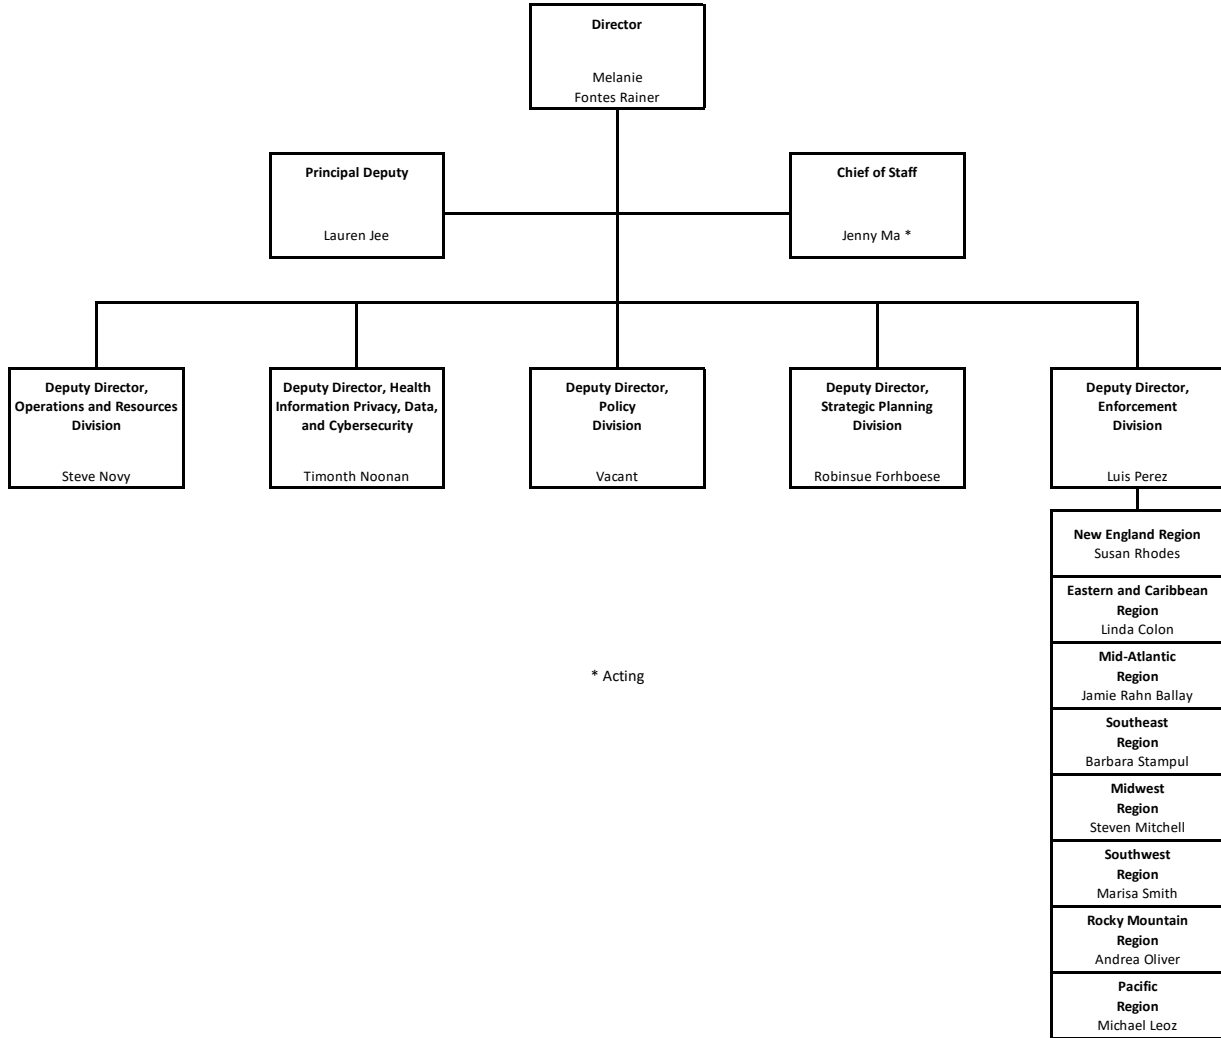 Director
Melanie
Fontes Rainer
Principal Deputy
Lauren Jee
Chief of Staff
Jenny Ma *
Deputy Director,
Operations and Resources
Division
Steve Novy
Deputy Director, Health
Information Privacy, Data,
and Cybersecurity
Timonth Noonan
Deputy Director,
Policy
Division
Vacant
Deputy Director,
Strategic Planning
Division
Robinsue Forhboese
Deputy Director,
Enforcement
Division
Luis Perez
New England Region
Susan Rhodes
Eastern and Caribbean
Region
Linda Colon
Mid-Atlantic
Region
Jamie Rahn Ballay
Southeast
Region
Barbara Stampul
Midwest
Region
Steven Mitchell
Southwest
Region
Marisa Smith
Rocky Mountain
Region
Andrea Oliver
Pacific
Region
Michael Leoz
* Acting